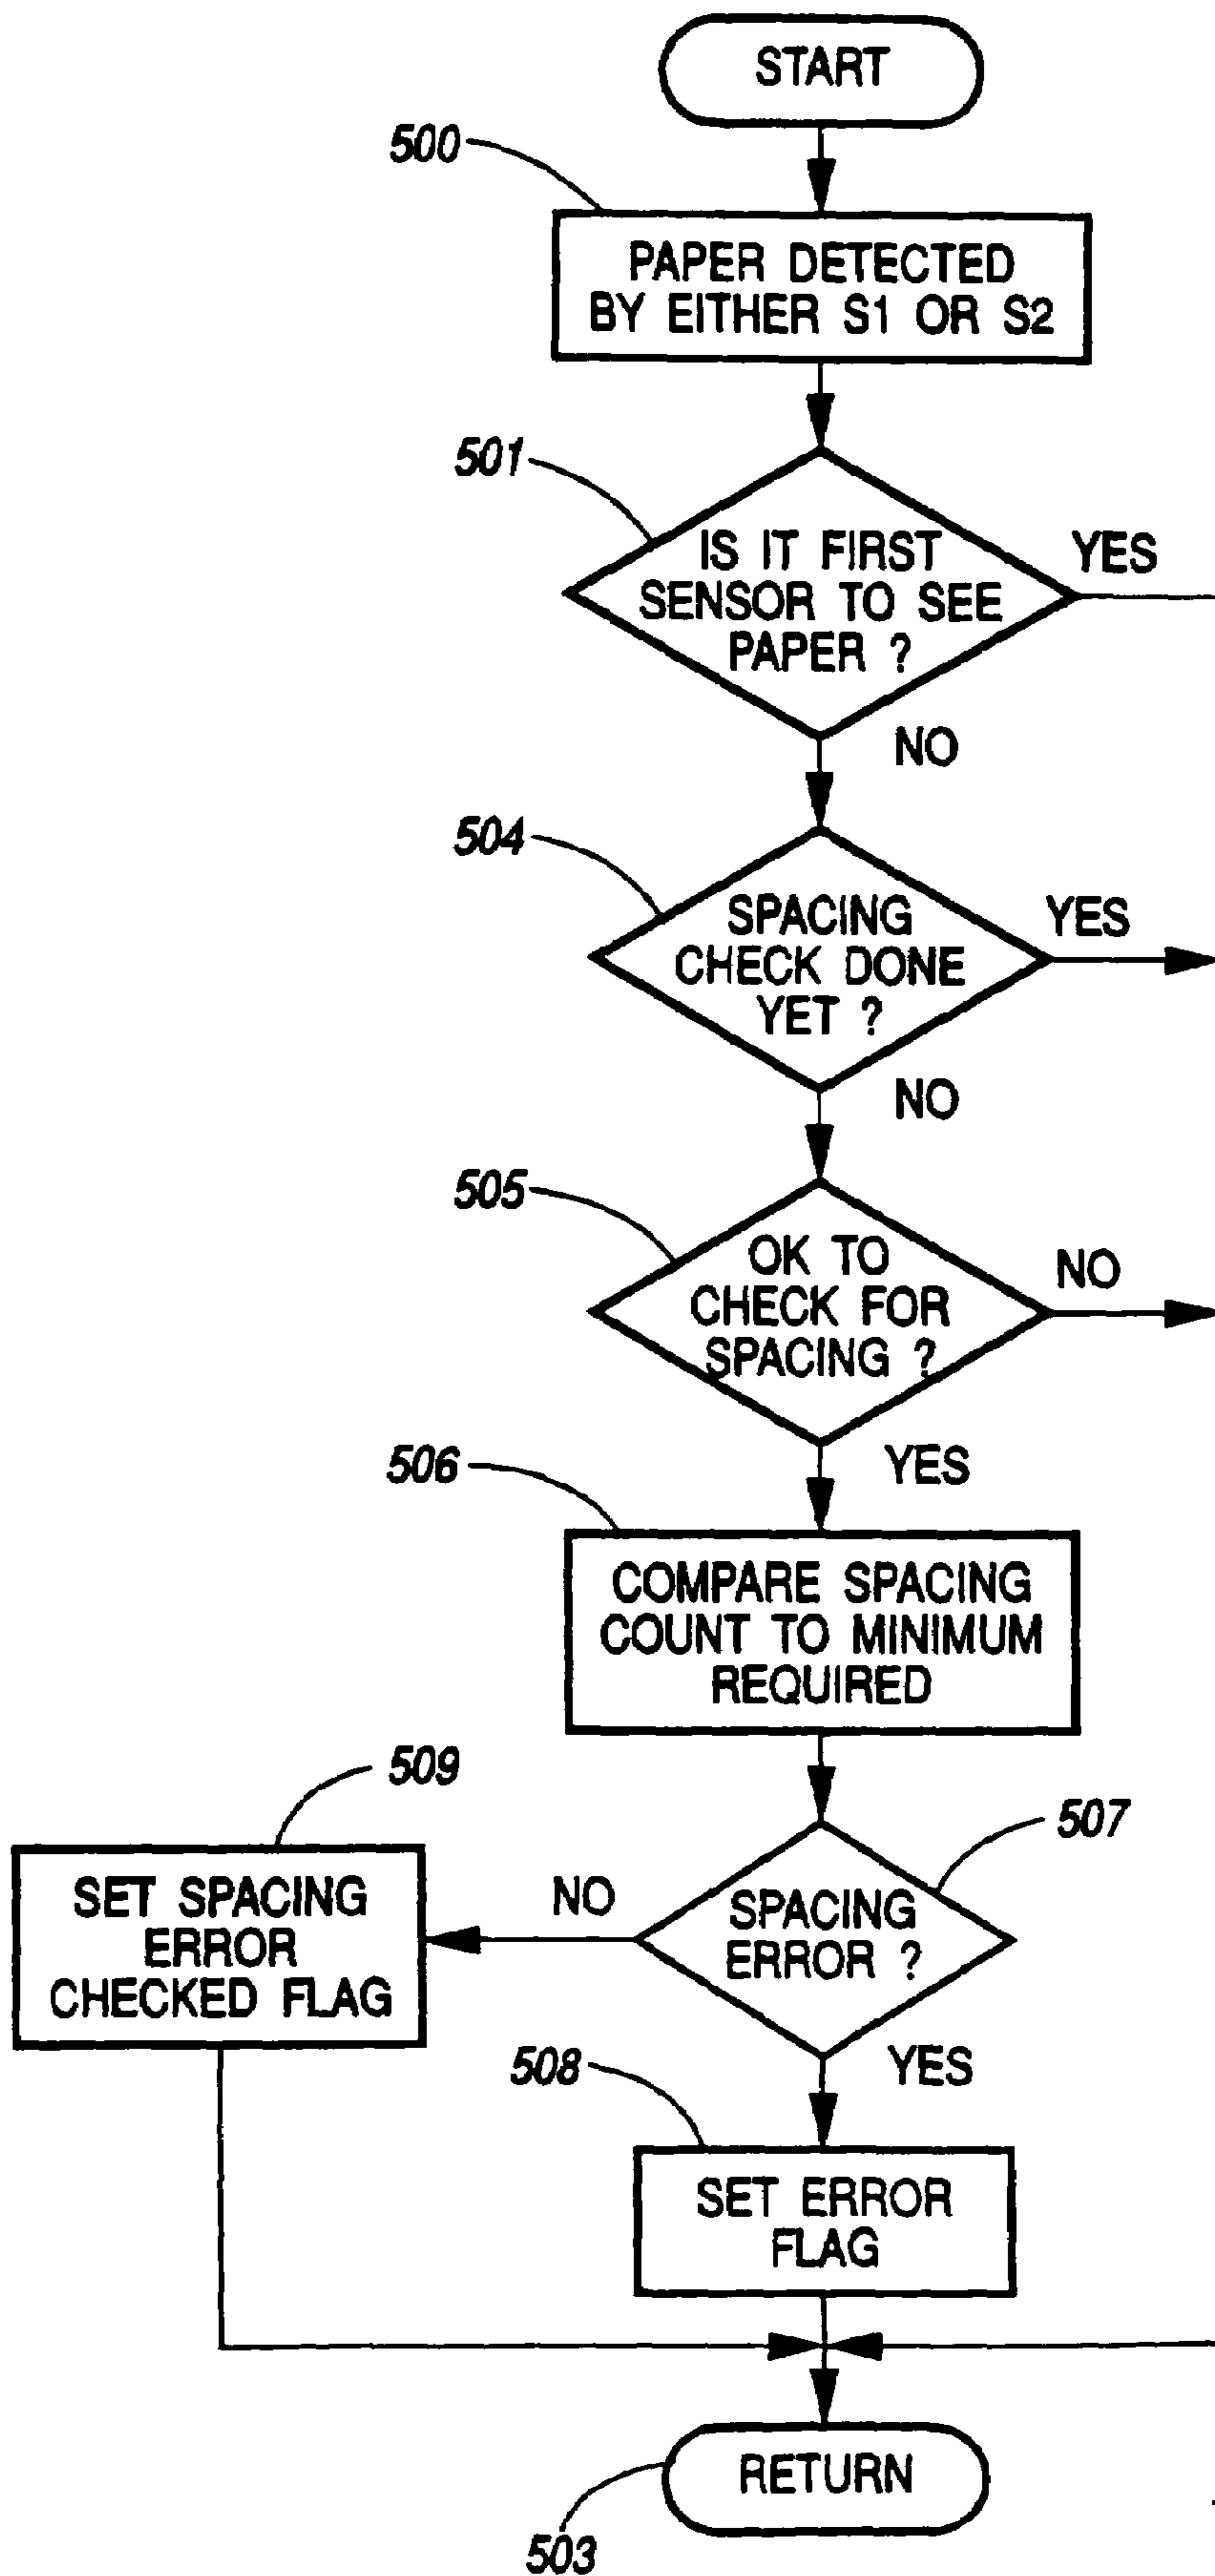 START
500
PAPER DETECTED
BY EITHER S1 OR S2
501
IS IT FIRST
SENSOR TO SEE
PAPER ?
YES
NO
504
SPACING
CHECK DONE
YET ?
YES
NO
505
OK TO
CHECK FOR
SPACING ?
NO
YES
506
COMPARE SPACING
COUNT TO MINIMUM
REQUIRED
509
507
SET SPACING
ERROR
CHECKED FLAG
NO
SPACING
ERROR ?
YES
508
SET ERROR
FLAG
RETURN
503